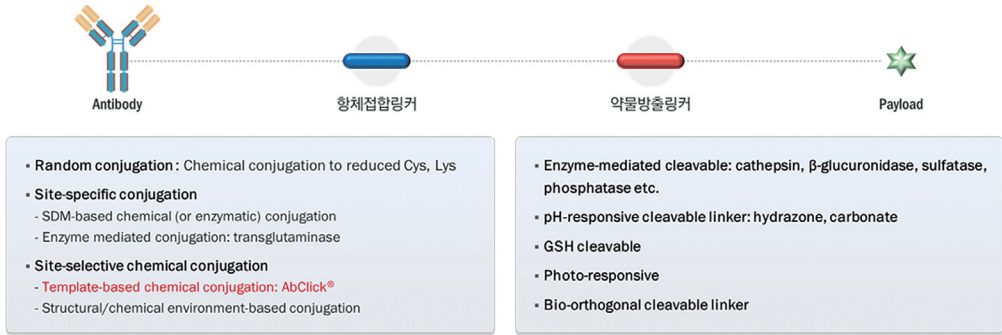 Antibody
항체접합링커
약물방출링커
Payload
▪ Random conjugation : Chemical conjugation to reduced Cys, Lys
▪ Site-specific conjugation
- SDM-based chemical (or enzymatic) conjugation
- Enzyme mediated conjugation: transglutaminase
▪ Site-selective chemical conjugation
- Template-based chemical conjugation: AbClick®
- Structural/chemical environment-based conjugation
▪ Enzyme-mediated cleavable: cathepsin, β-glucuronidase, sulfatase,
phosphatase etc.
▪ pH-responsive cleavable linker: hydrazone, carbonate
▪ GSH cleavable
▪ Photo-responsive
▪ Bio-orthogonal cleavable linker